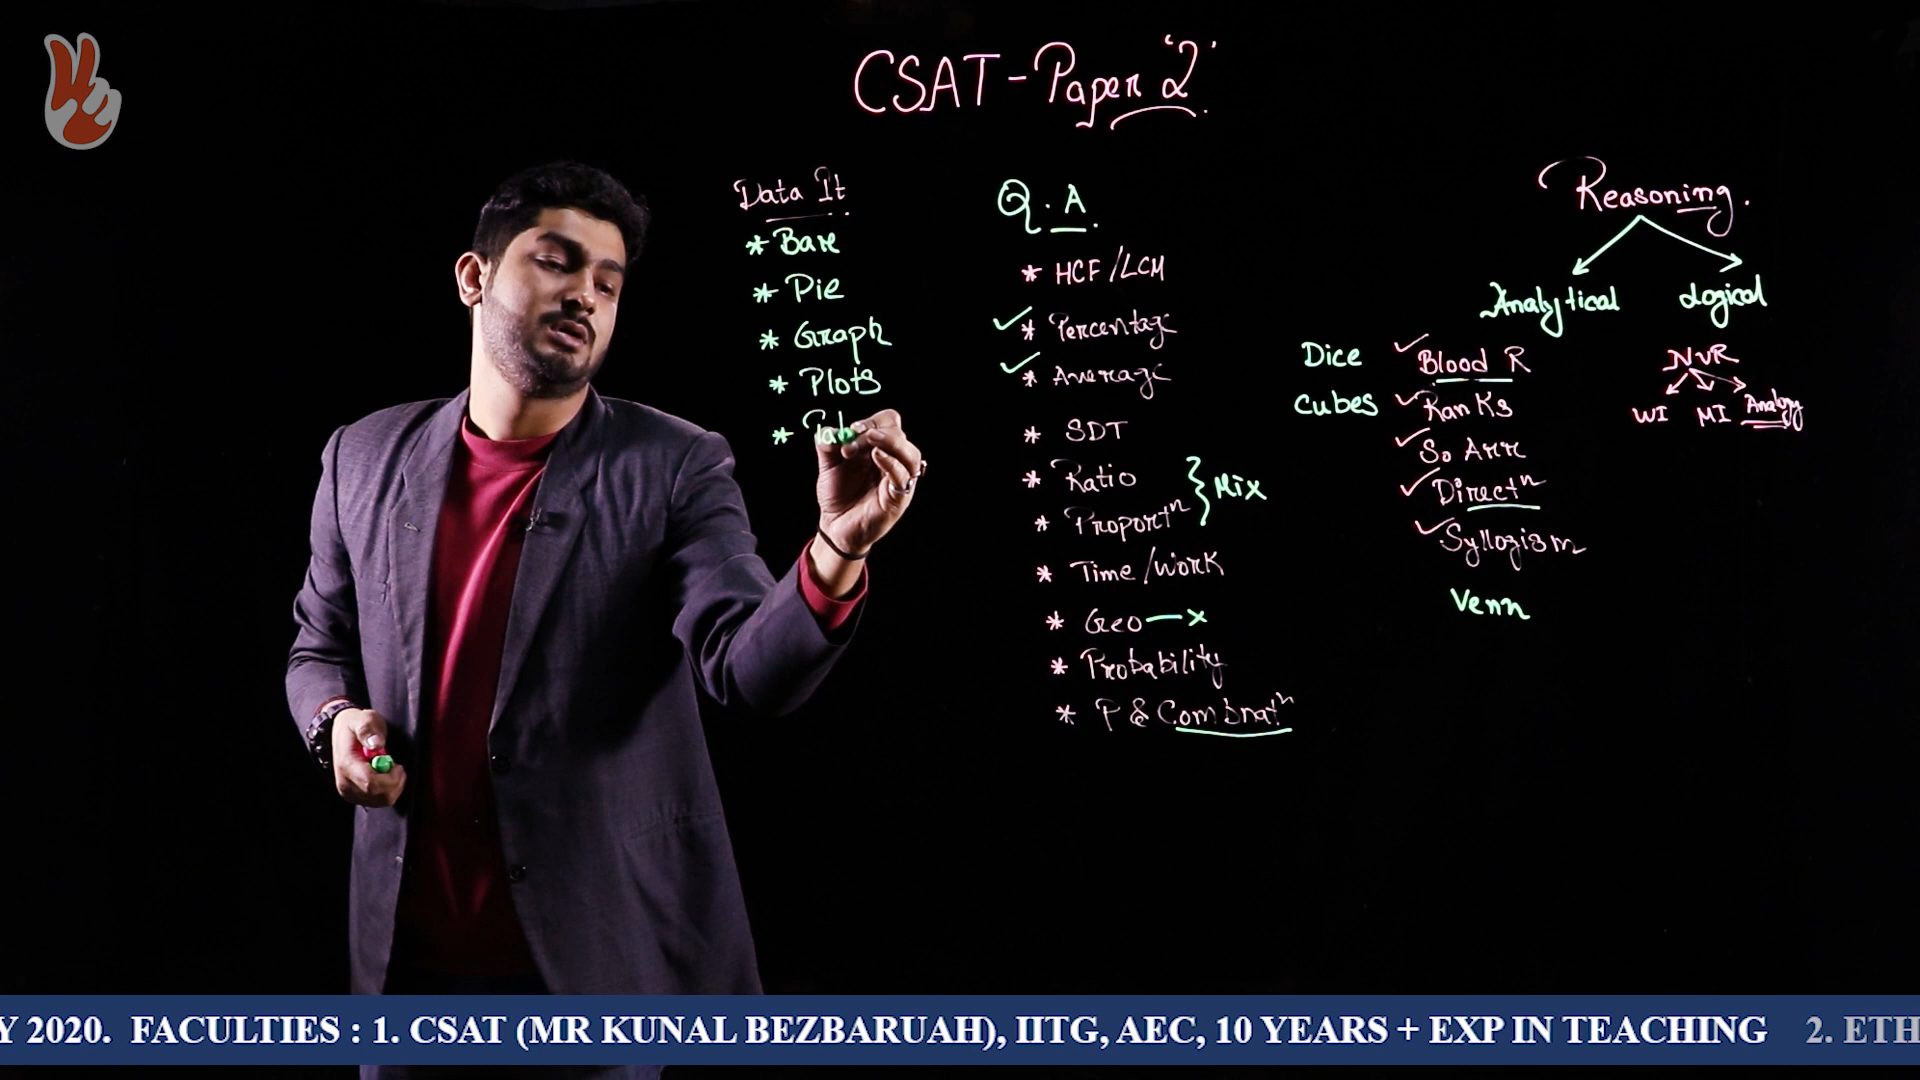 CSAT - Paper '2'
Data It
* Bar
* Pie
* Graph
* Plots
* Tab
Q. A.
* HCF/LCM
✓ * Percentage
✓ * Average
* SDT
* Ratio
* Proportⁿ } Mix
* Time/Work
* Geo — x
* Probability
* P & Combnatⁿ
Reasoning.
Analytical Logical
Dice
Cubes
✓ Blood R
✓ Ranks
✓ So Arr
✓ Directⁿ
✓ Syllogism
Venn
NVR
WI MI Analogy
Y 2020. FACULTIES : 1. CSAT (MR KUNAL BEZBARUAH), IITG, AEC, 10 YEARS + EXP IN TEACHING 2. ETH